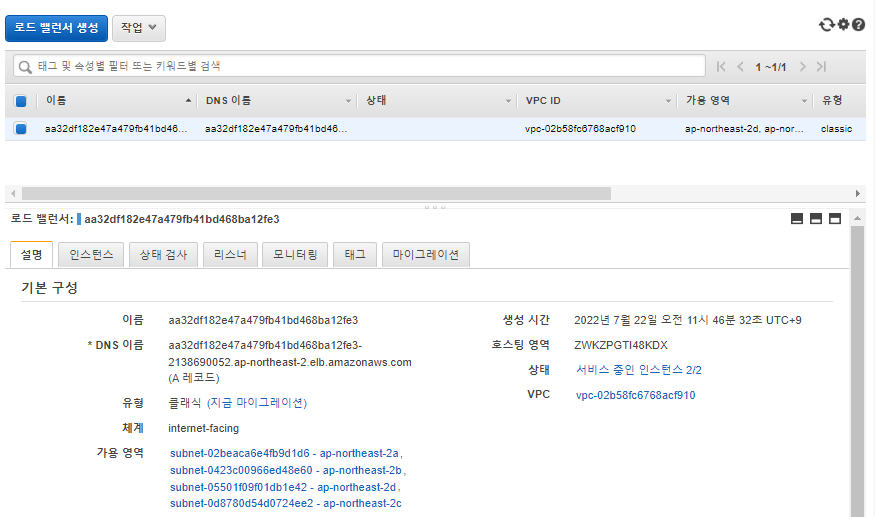 로드 밸런서 생성 작업
태그 및 속성별 필터 또는 키워드별 검색 1 ~1/1
이름 DNS 이름 상태 VPC ID 가용 영역 유형
aa32df182e47a479fb41bd46... aa32df182e47a479fb41bd46... vpc-02b58fc6768acf910 ap-northeast-2d, ap-nor... classic
로드 밸런서: aa32df182e47a479fb41bd468ba12fe3
설명 인스턴스 상태 검사 리스너 모니터링 태그 마이그레이션
기본 구성
이름 aa32df182e47a479fb41bd468ba12fe3 생성 시간 2022년 7월 22일 오전 11시 46분 32초 UTC+9
* DNS 이름 aa32df182e47a479fb41bd468ba12fe3- 호스팅 영역 ZWKZPGTI48KDX
2138690052.ap-northeast-2.elb.amazonaws.com
(A 레코드)
상태 서비스 중인 인스턴스 2/2
VPC vpc-02b58fc6768acf910
유형 클래식 (지금 마이그레이션)
체계 internet-facing
가용 영역 subnet-02beaca6e4fb9d1d6 - ap-northeast-2a,
subnet-0423c00966ed48e60 - ap-northeast-2b,
subnet-05501f09f01db1e42 - ap-northeast-2d,
subnet-0d8780d54d0724ee2 - ap-northeast-2c